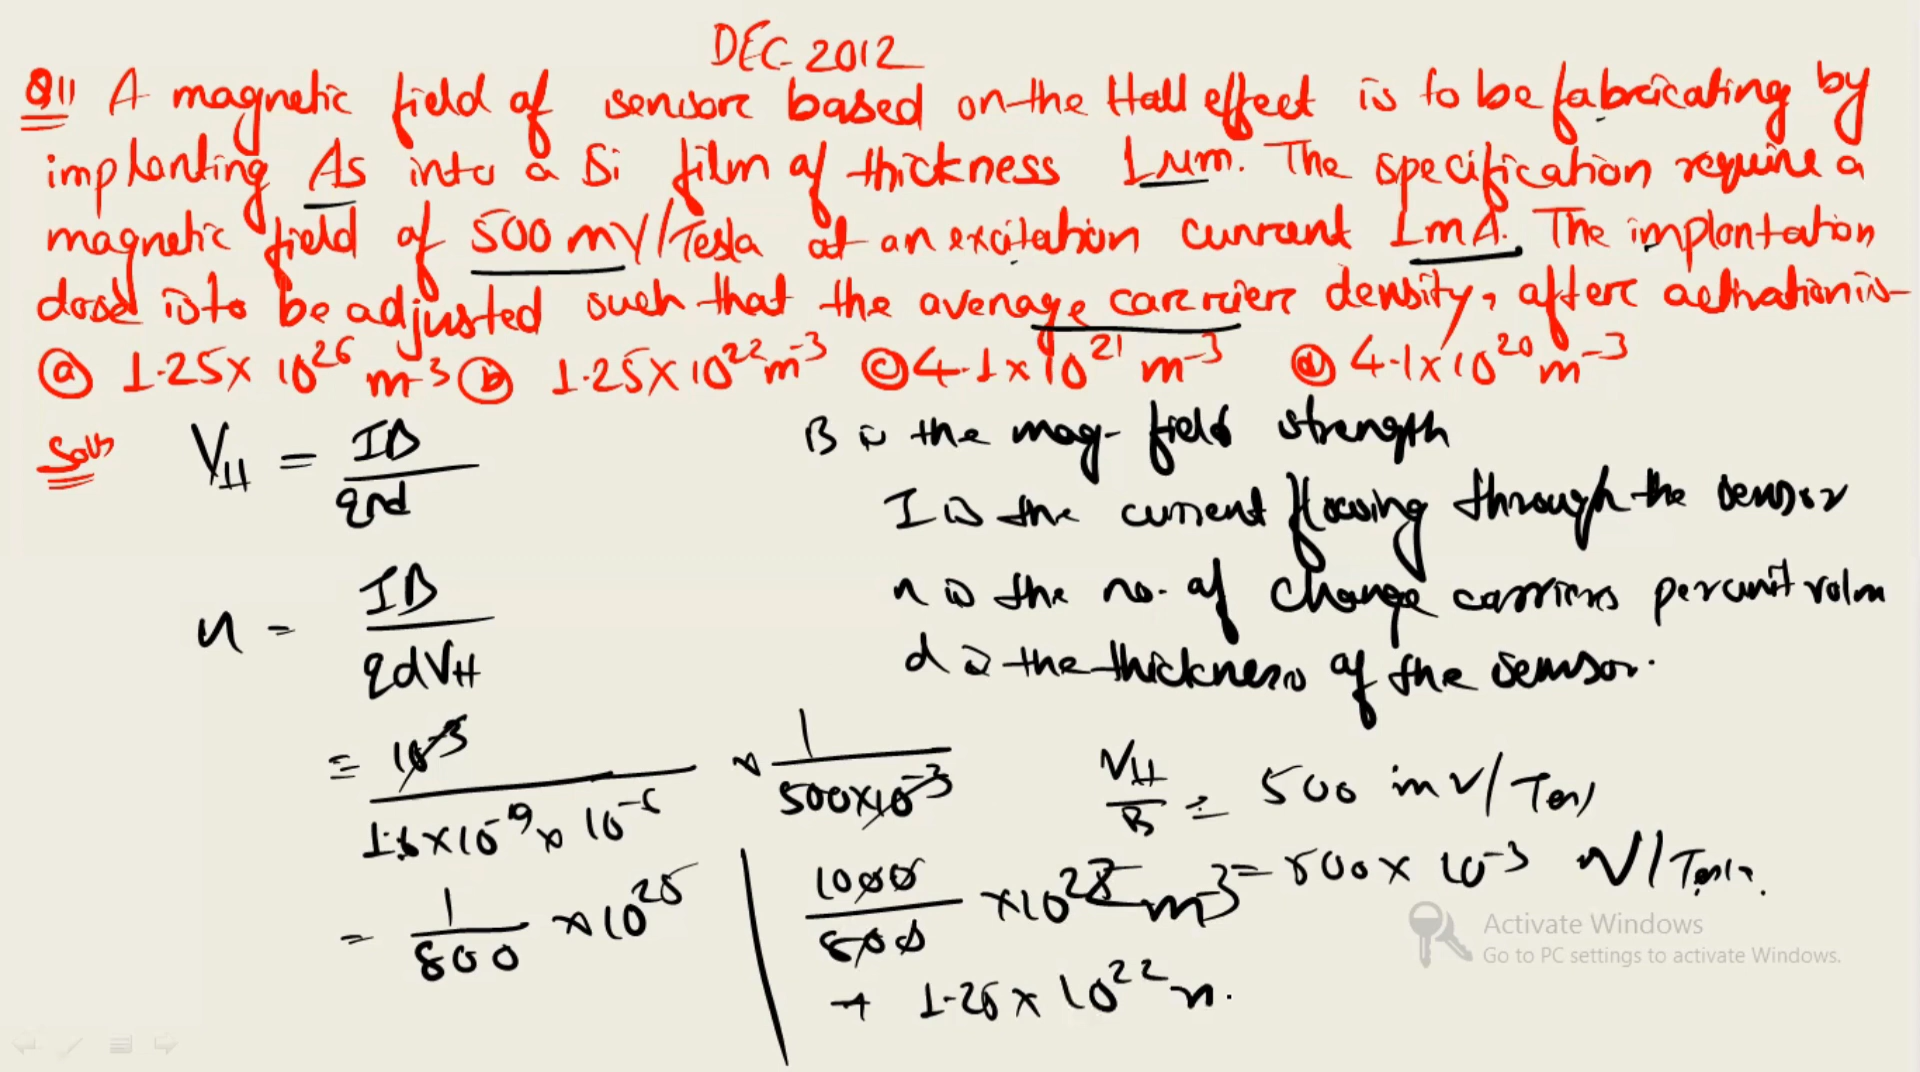 DEC-2012
Q11 A magnetic field of sensore based on the Hall effect is to be fabricating by
implanting As into a Si film of thickness 1 μm. The specification require a
magnetic field of 500 mV/Tesla at an excitation current 1mA. The implantation
dose is to be adjusted such that the average carrier density, after activation is-
(a) 1.25 × 10^26 m^-3 (b) 1.25 × 10^22 m^-3 (c) 4.1 × 10^21 m^-3 (d) 4.1 × 10^20 m^-3
Soln V_H = IB / qnd
B is the mag- field strength
I is the current flowing through the sensor
n is the no. of charge carriers per unit volm
d is the thickness of the sensor.
n = IB / qdV_H
= 10^-3 / 1.6 × 10^-19 × 10^-6 × 1 / 500 × 10^-3
V_H / B = 500 mV/Tesl
= 500 × 10^-3 V/Tesla.
= 1 / 800 × 10^25
1000 / 800 × 10^22 m^-3
→ 1.25 × 10^22 n.
Activate Windows
Go to PC settings to activate Windows.